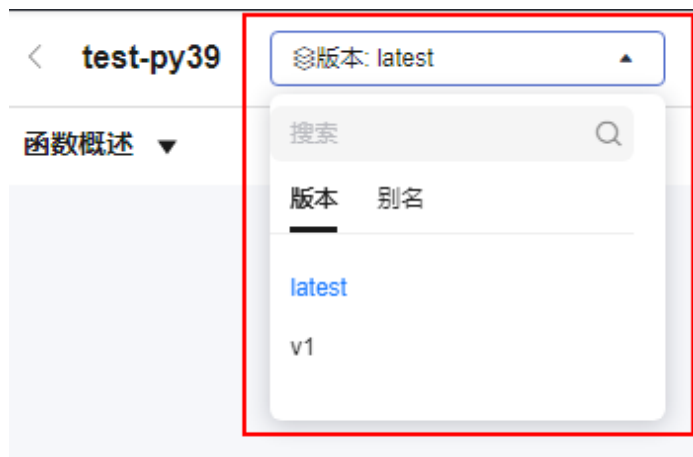 test-py39
版本: latest
函数概述
搜索
版本 别名
latest
v1